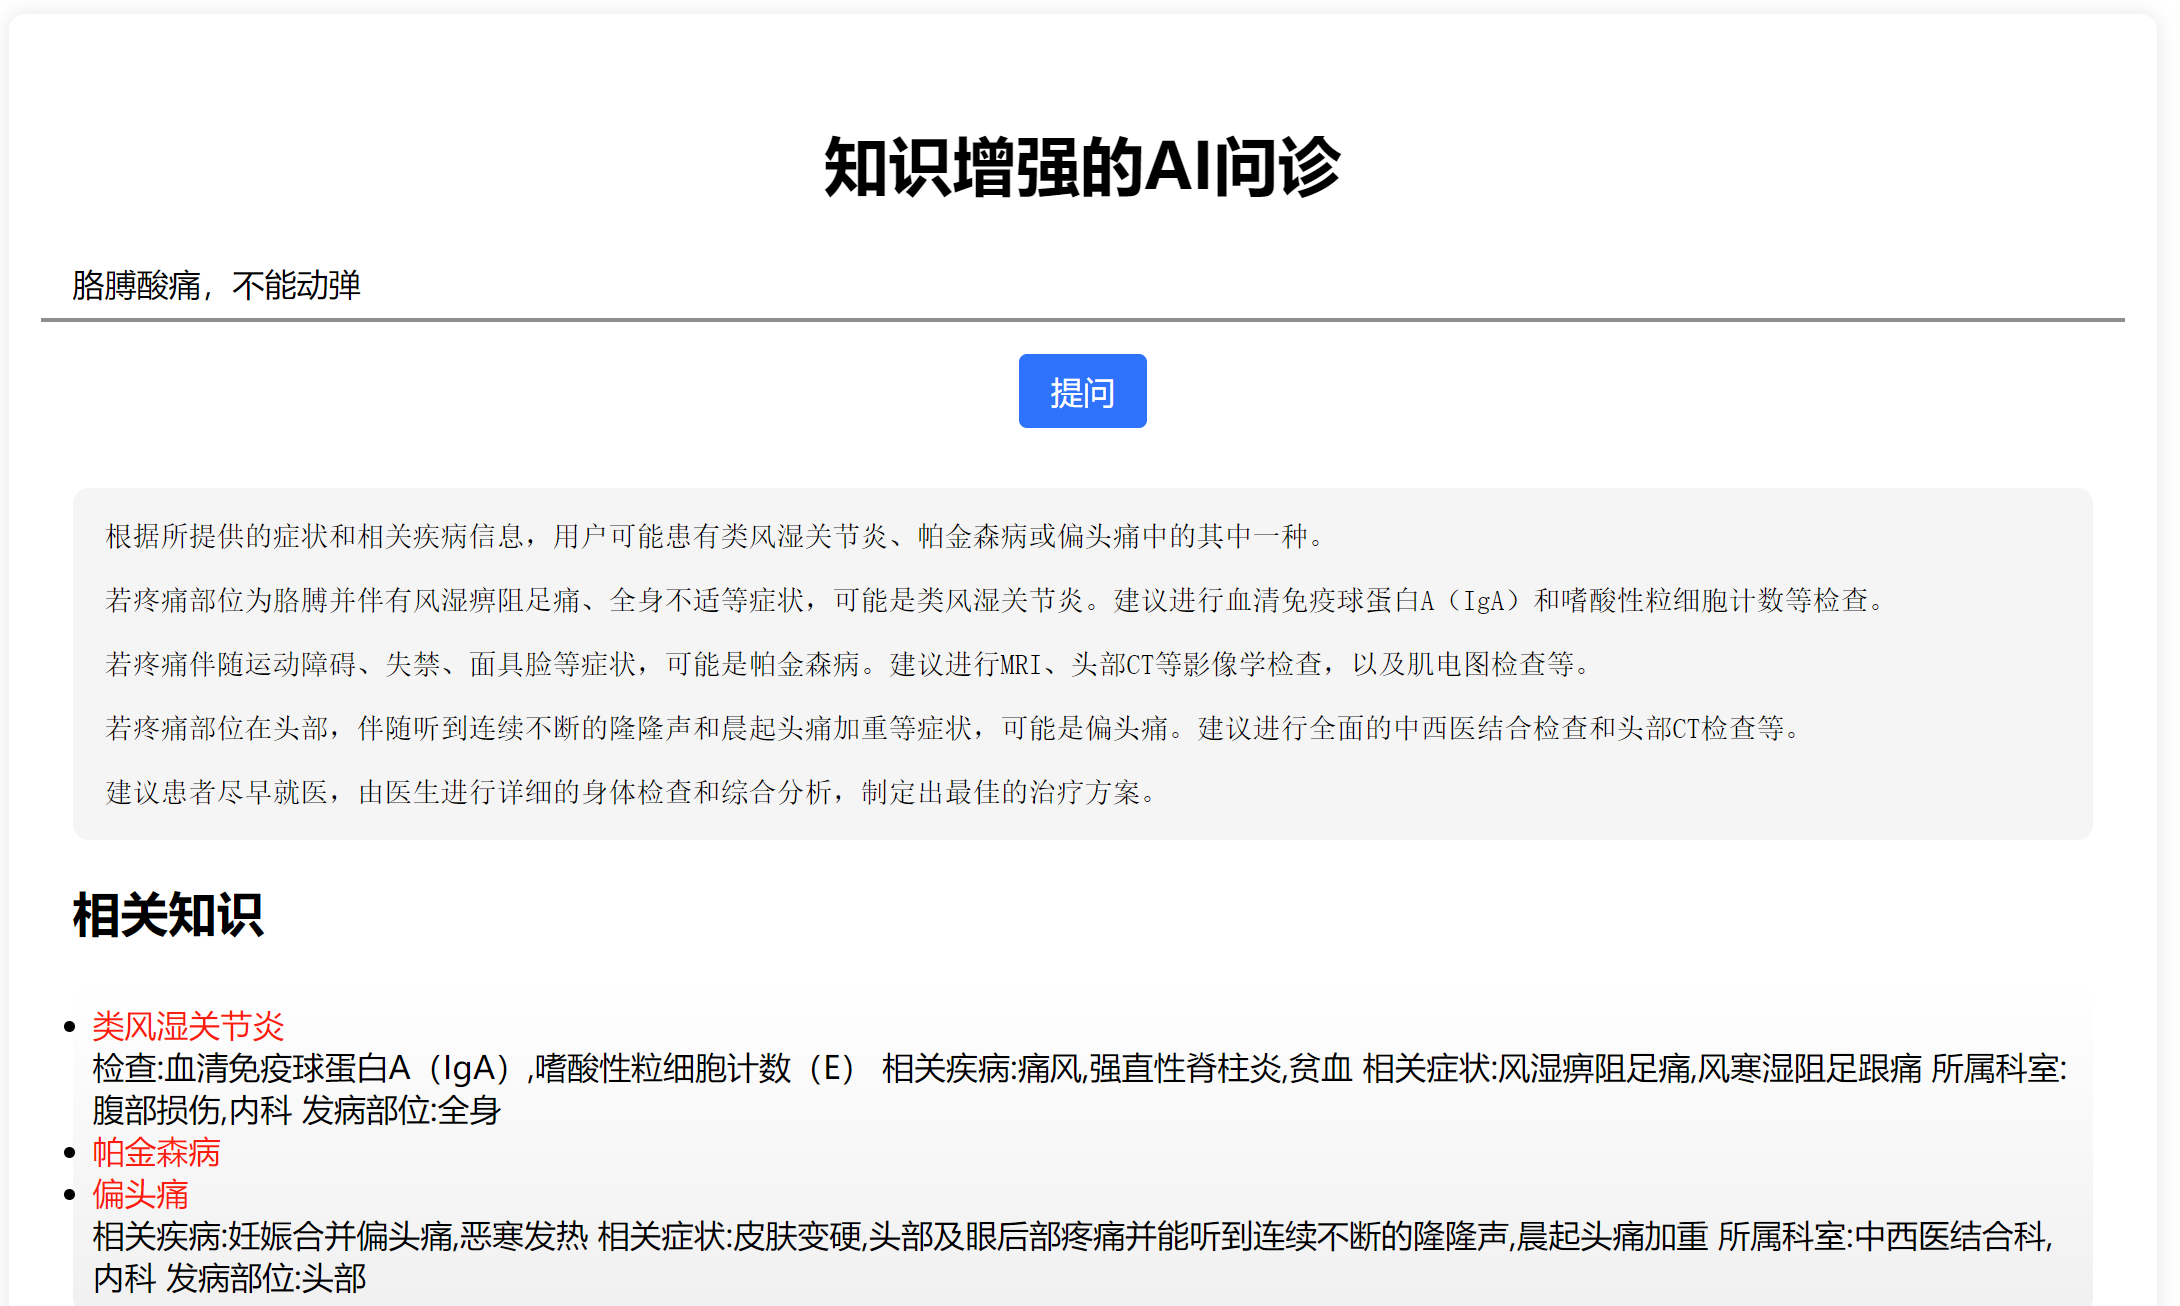 知识增强的AI问诊
胳膊酸痛，不能动弹
提问
根据所提供的症状和相关疾病信息，用户可能患有类风湿关节炎、帕金森病或偏头痛中的其中一种。
若疼痛部位为胳膊并伴有风湿痹阻足痛、全身不适等症状，可能是类风湿关节炎。建议进行血清免疫球蛋白A（IgA）和嗜酸性粒细胞计数等检查。
若疼痛伴随运动障碍、失禁、面具脸等症状，可能是帕金森病。建议进行MRI、头部CT等影像学检查，以及肌电图检查等。
若疼痛部位在头部，伴随听到连续不断的隆隆声和晨起头痛加重等症状，可能是偏头痛。建议进行全面的中西医结合检查和头部CT检查等。
建议患者尽早就医，由医生进行详细的身体检查和综合分析，制定出最佳的治疗方案。
相关知识
类风湿关节炎
检查:血清免疫球蛋白A（IgA）,嗜酸性粒细胞计数（E） 相关疾病:痛风,强直性脊柱炎,贫血 相关症状:风湿痹阻足痛,风寒湿阻足跟痛 所属科室:
腹部损伤,内科 发病部位:全身
帕金森病
偏头痛
相关疾病:妊娠合并偏头痛,恶寒发热 相关症状:皮肤变硬,头部及眼后部疼痛并能听到连续不断的隆隆声,晨起头痛加重 所属科室:中西医结合科,
内科 发病部位:头部